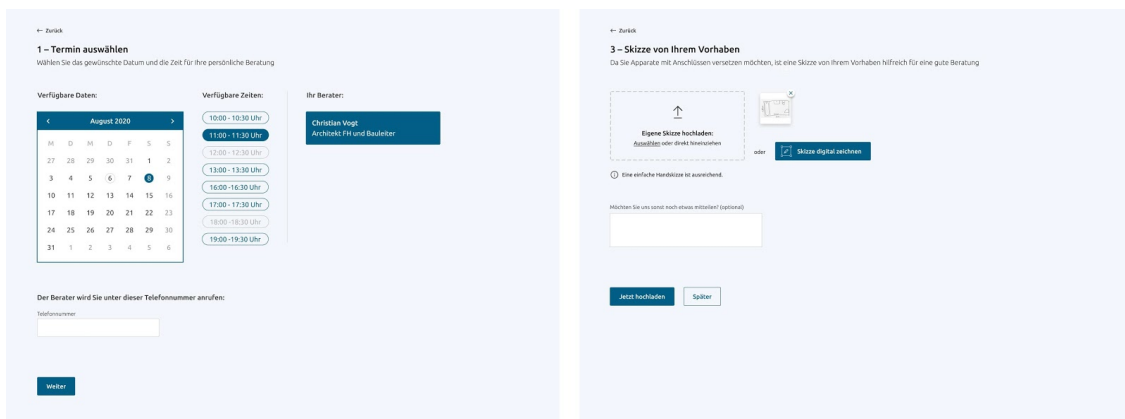 ← Zurück
1 – Termin auswählen
Wählen Sie das gewünschte Datum und die Zeit für Ihre persönliche Beratung
Verfügbare Daten:
< August 2020 >
M D M D F S S
27 28 29 30 31 1 2
3 4 5 6 7 8 9
10 11 12 13 14 15 16
17 18 19 20 21 22 23
24 25 26 27 28 29 30
31 1 2 3 4 5 6
Verfügbare Zeiten:
10:00 - 10:30 Uhr
11:00 - 11:30 Uhr
12:00 - 12:30 Uhr
13:00 - 13:30 Uhr
16:00 -16:30 Uhr
17:00 - 17:30 Uhr
18:00 -18:30 Uhr
19:00 -19:30 Uhr
Ihr Berater:
Christian Vogt
Architekt FH und Bauleiter
Der Berater wird Sie unter dieser Telefonnummer anrufen:
Telefonnummer
Weiter
← Zurück
3 – Skizze von Ihrem Vorhaben
Da Sie Apparate mit Anschlüssen versetzen möchten, ist eine Skizze von Ihrem Vorhaben hilfreich für eine gute Beratung
Eigene Skizze hochladen:
Auswählen oder direkt hineinziehen
oder
Skizze digital zeichnen
Eine einfache Handskizze ist ausreichend.
Möchten Sie uns sonst noch etwas mitteilen? (optional)
Jetzt hochladen
Später